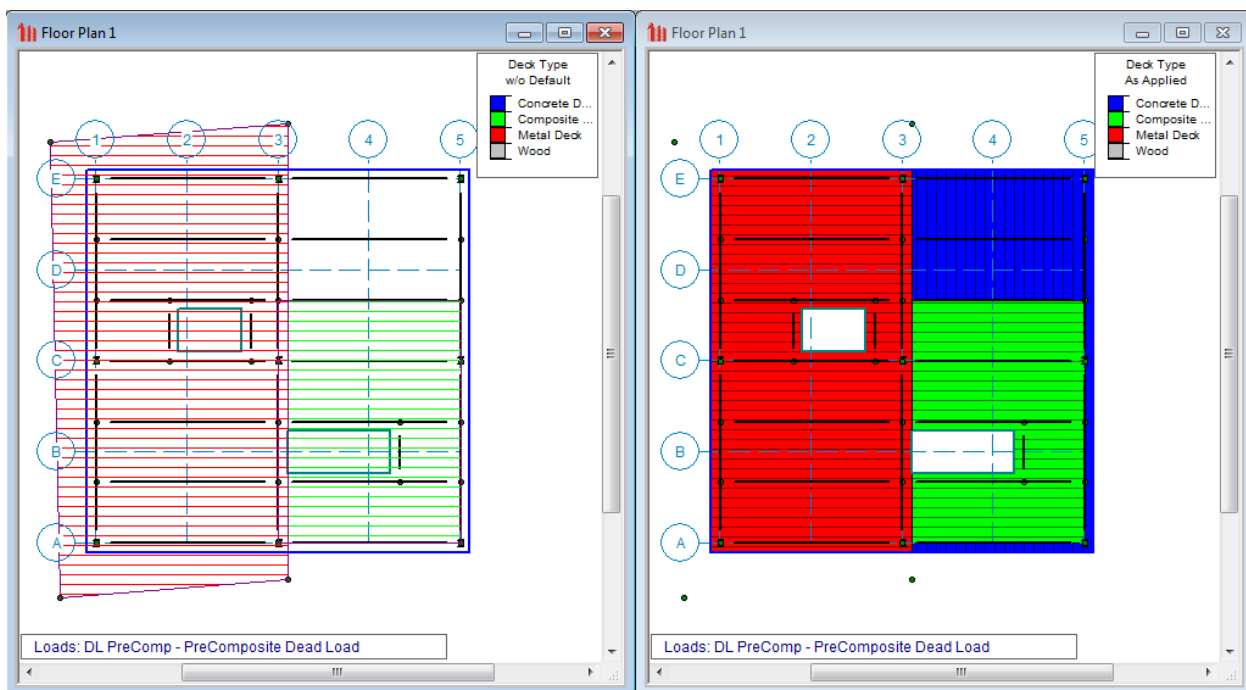 Floor Plan 1
Deck Type
w/o Default
Concrete D...
Composite ...
Metal Deck
Wood
1
2
3
4
5
E
D
C
B
A
Loads: DL PreComp - PreComposite Dead Load
Floor Plan 1
Deck Type
As Applied
Concrete D...
Composite ...
Metal Deck
Wood
1
2
3
4
5
E
D
C
B
A
Loads: DL PreComp - PreComposite Dead Load